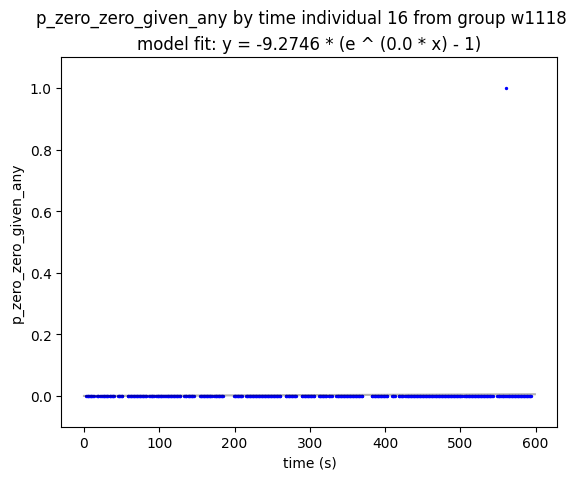 p_zero_zero_given_any by time individual 16 from group w1118
model fit: y = -9.2746 * (e ^ (0.0 * x) - 1)
1.0
0.8
0.6
0.4
0.2
0.0
p_zero_zero_given_any
0 100 200 300 400 500 600
time (s)